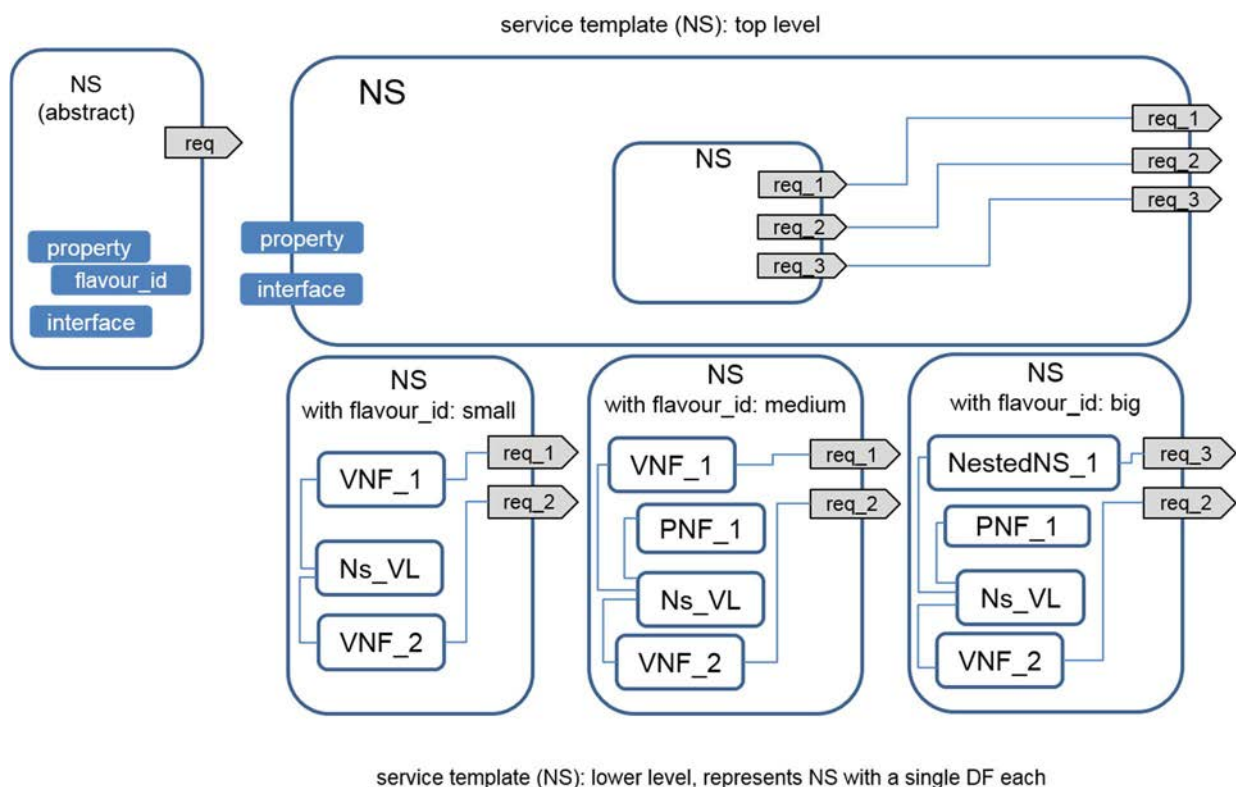 service template (NS): top level
NS
(abstract)
req
property
flavour_id
interface
NS
property
interface
NS
req_1
req_2
req_3
req_1
req_2
req_3
NS
with flavour_id: small
VNF_1
Ns_VL
VNF_2
req_1
req_2
NS
with flavour_id: medium
VNF_1
PNF_1
Ns_VL
VNF_2
req_1
req_2
NS
with flavour_id: big
NestedNS_1
PNF_1
Ns_VL
VNF_2
req_3
req_2
service template (NS): lower level, represents NS with a single DF each